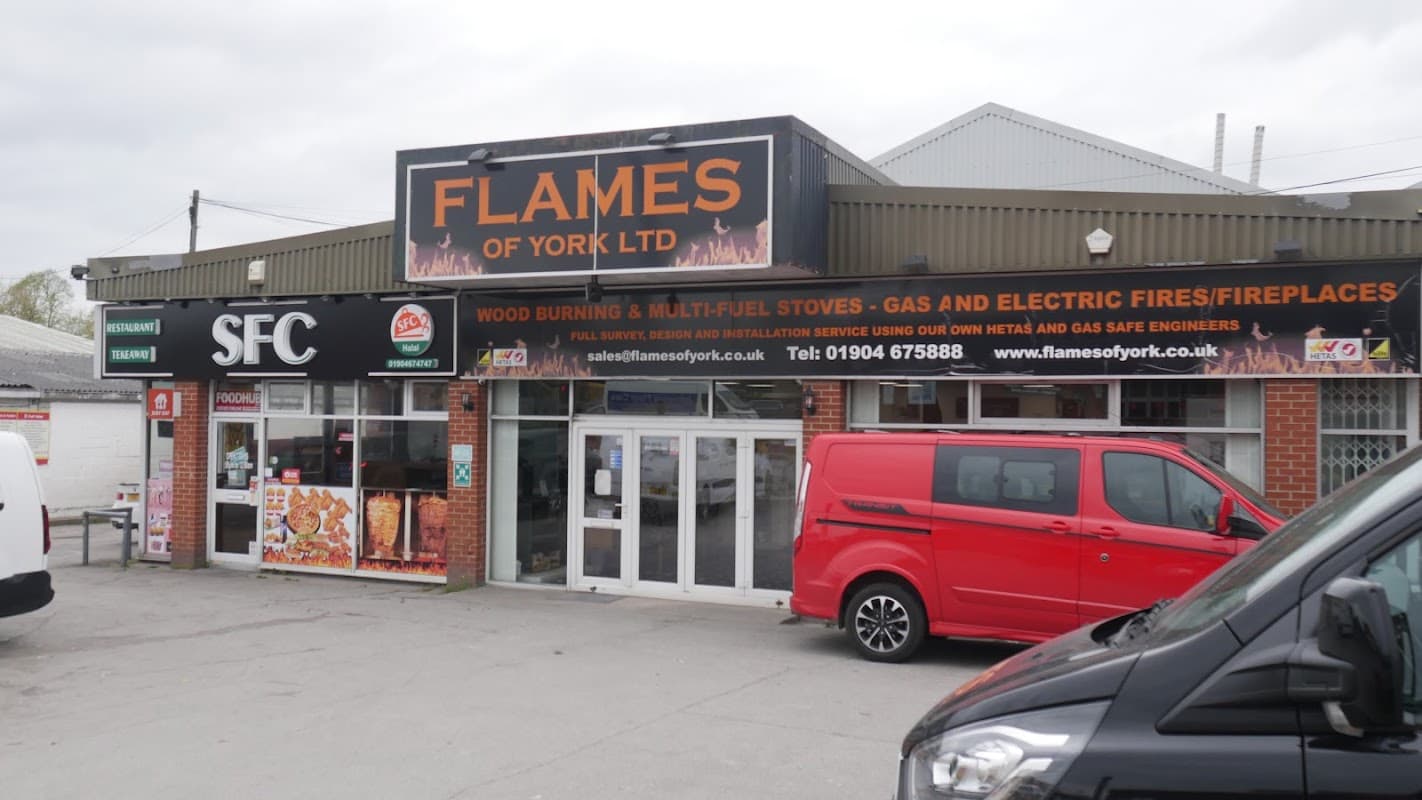 FLAMES
OF YORK LTD
RESTAURANT
TEKEAWAY
SFC
SFC
Halal
01904674747
WOOD BURNING & MULTI-FUEL STOVES - GAS AND ELECTRIC FIRES/FIREPLACES
FULL SURVEY, DESIGN AND INSTALLATION SERVICE USING OUR OWN HETAS AND GAS SAFE ENGINEERS
sales@flamesofyork.co.uk Tel: 01904 675888 www.flamesofyork.co.uk
HETAS
HETAS
FOODHUB